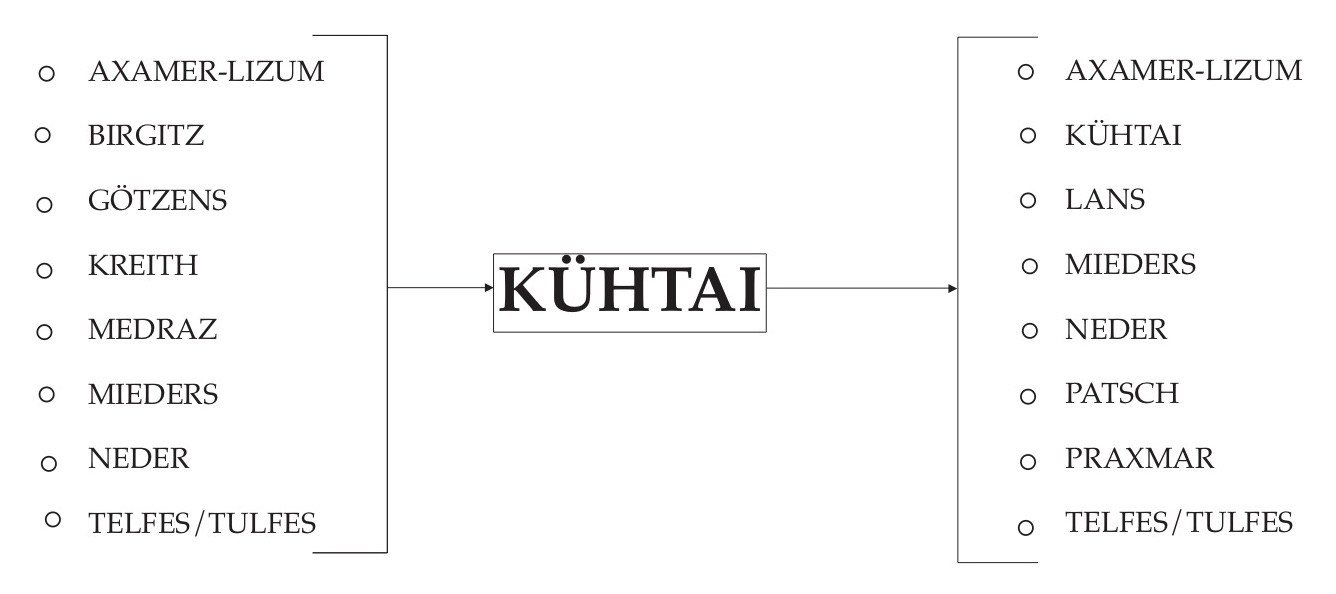 AXAMER-LIZUM
BIRGITZ
GÖTZENS
KREITH
MEDRAZ
MIEDERS
NEDER
TELFES/TULFES
KÜHTAI
AXAMER-LIZUM
KÜHTAI
LANS
MIEDERS
NEDER
PATSCH
PRAXMAR
TELFES/TULFES